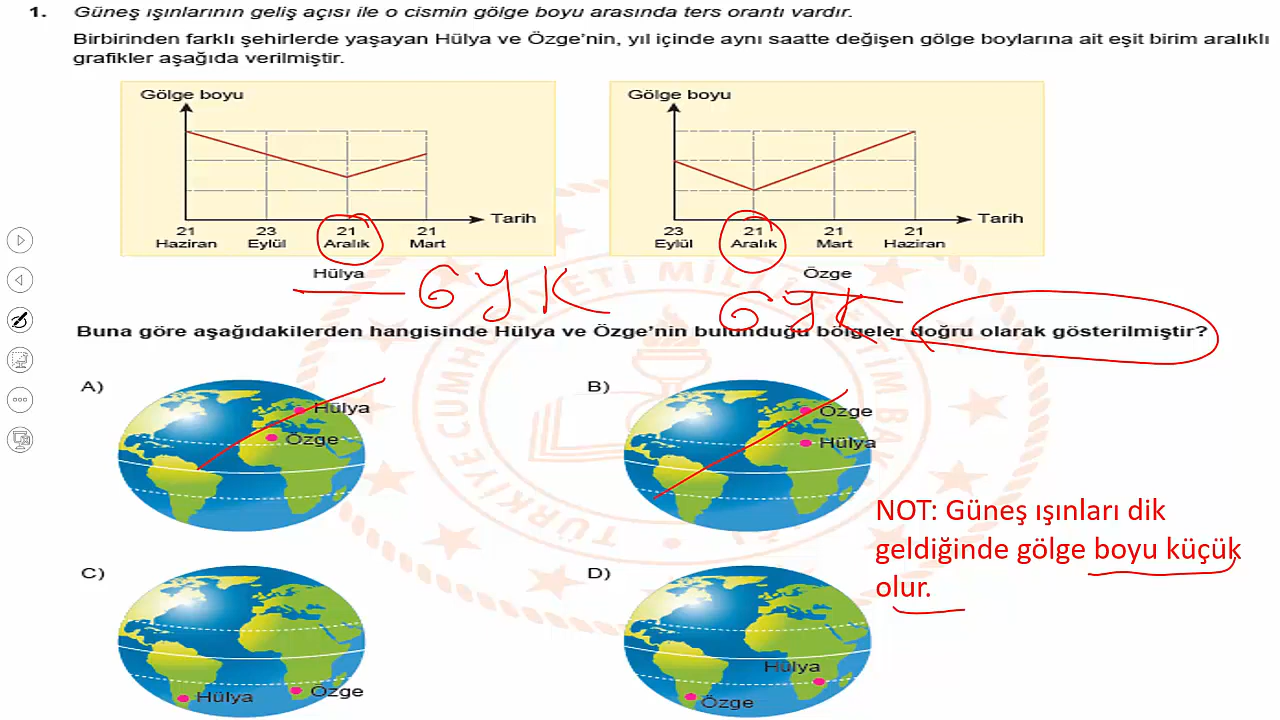 1. Güneş ışınlarının geliş açısı ile o cismin gölge boyu arasında ters orantı vardır.
Birbirinden farklı şehirlerde yaşayan Hülya ve Özge'nin, yıl içinde aynı saatte değişen gölge boylarına ait eşit birim aralıklı
grafikler aşağıda verilmiştir.
Gölge boyu
Tarih
21 Haziran
23 Eylül
21 Aralık
21 Mart
Hülya
GYK
Gölge boyu
Tarih
23 Eylül
21 Aralık
21 Mart
21 Haziran
Özge
GYK
Buna göre aşağıdakilerden hangisinde Hülya ve Özge'nin bulunduğu bölgeler doğru olarak gösterilmiştir?
A)
Hülya
Özge
B)
Özge
Hülya
NOT: Güneş ışınları dik
geldiğinde gölge boyu küçük
olur.
C)
Hülya
Özge
D)
Hülya
Özge